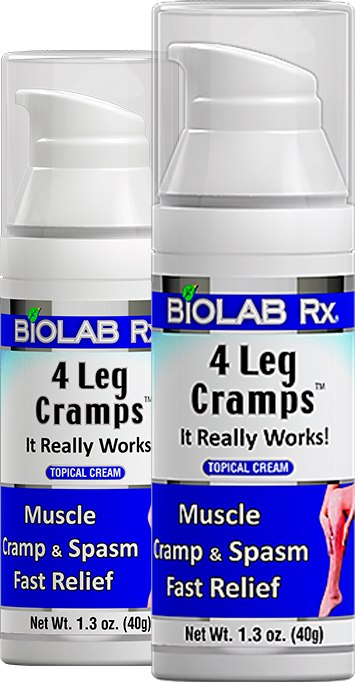 BiOLAB Rx
4 Leg
Cramps™
It Really Works
TOPICAL CREAM
Muscle
Cramp & Spasm
Fast Relief
Net Wt. 1.3 oz. (40g)
BiOLAB Rx®
4 Leg
Cramps™
It Really Works!
TOPICAL CREAM
Muscle
Cramp & Spasm
Fast Relief
Net Wt. 1.3 oz. (40g)